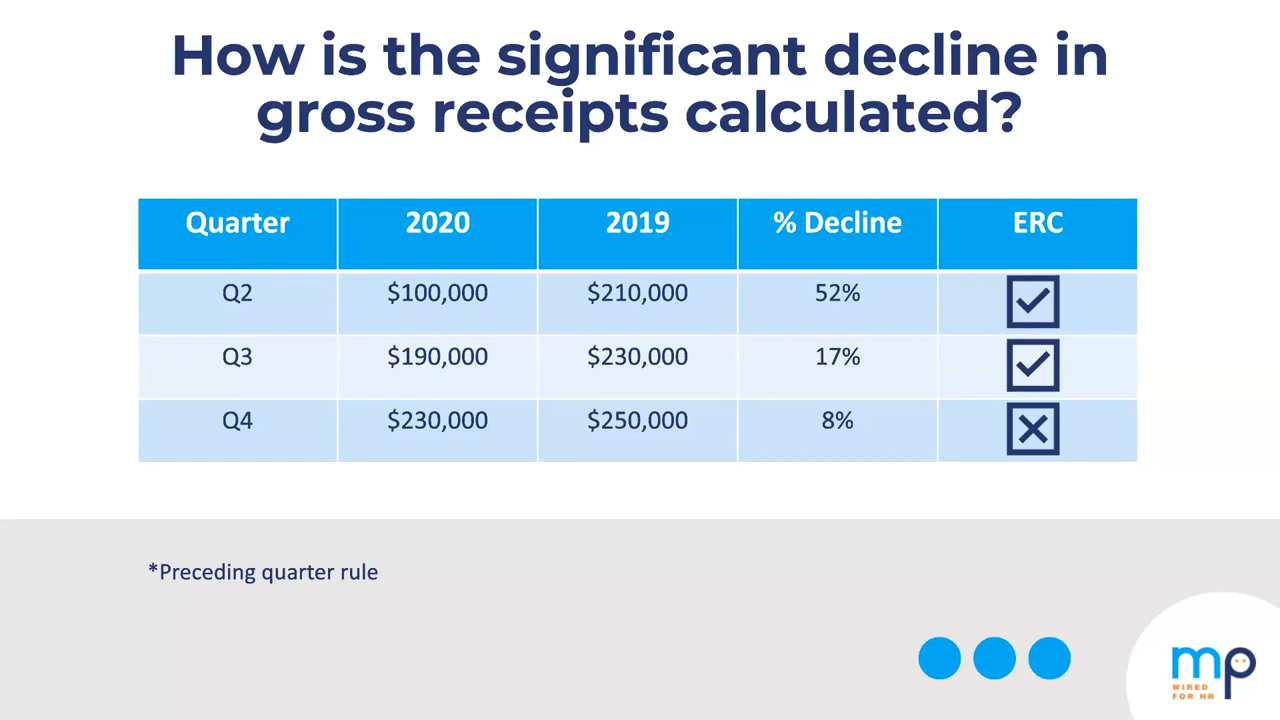 How is the significant decline in
gross receipts calculated?
Quarter 2020 2019 % Decline ERC
Q2 $100,000 $210,000 52%
Q3 $190,000 $230,000 17%
Q4 $230,000 $250,000 8%
*Preceding quarter rule
mp
WIRED
FOR HR